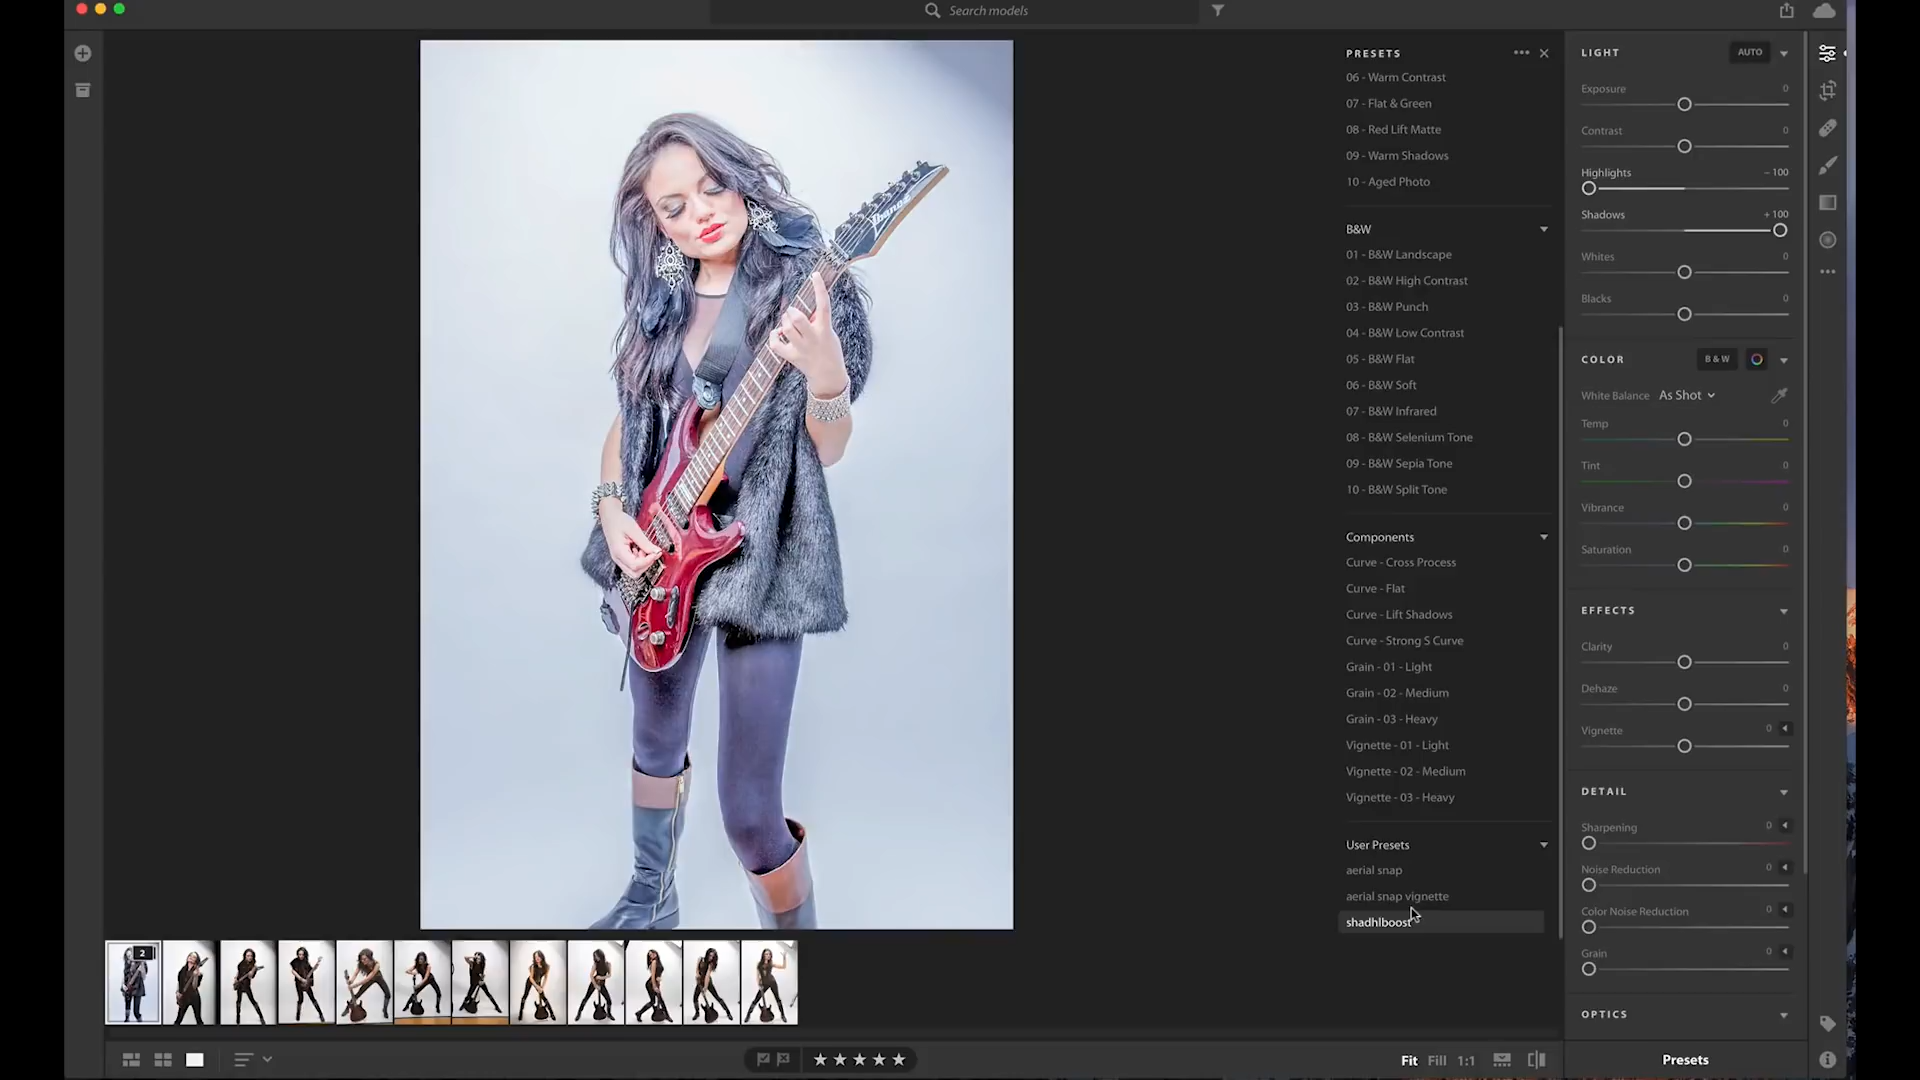 Search models
PRESETS
06 - Warm Contrast
07 - Flat & Green
08 - Red Lift Matte
09 - Warm Shadows
10 - Aged Photo
B&W
01 - B&W Landscape
02 - B&W High Contrast
03 - B&W Punch
04 - B&W Low Contrast
05 - B&W Flat
06 - B&W Soft
07 - B&W Infrared
08 - B&W Selenium Tone
09 - B&W Sepia Tone
10 - B&W Split Tone
Components
Curve - Cross Process
Curve - Flat
Curve - Lift Shadows
Curve - Strong S Curve
Grain - 01 - Light
Grain - 02 - Medium
Grain - 03 - Heavy
Vignette - 01 - Light
Vignette - 02 - Medium
Vignette - 03 - Heavy
User Presets
aerial snap
aerial snap vignette
shadhlboost
LIGHT AUTO
Exposure 0
Contrast 0
Highlights - 100
Shadows + 100
Whites 0
Blacks 0
COLOR B & W
White Balance As Shot
Temp 0
Tint 0
Vibrance 0
Saturation 0
EFFECTS
Clarity 0
Dehaze 0
Vignette 0
DETAIL
Sharpening 0
Noise Reduction 0
Color Noise Reduction 0
Grain 0
OPTICS
Ibanez
2
Fit Fill 1:1
Presets